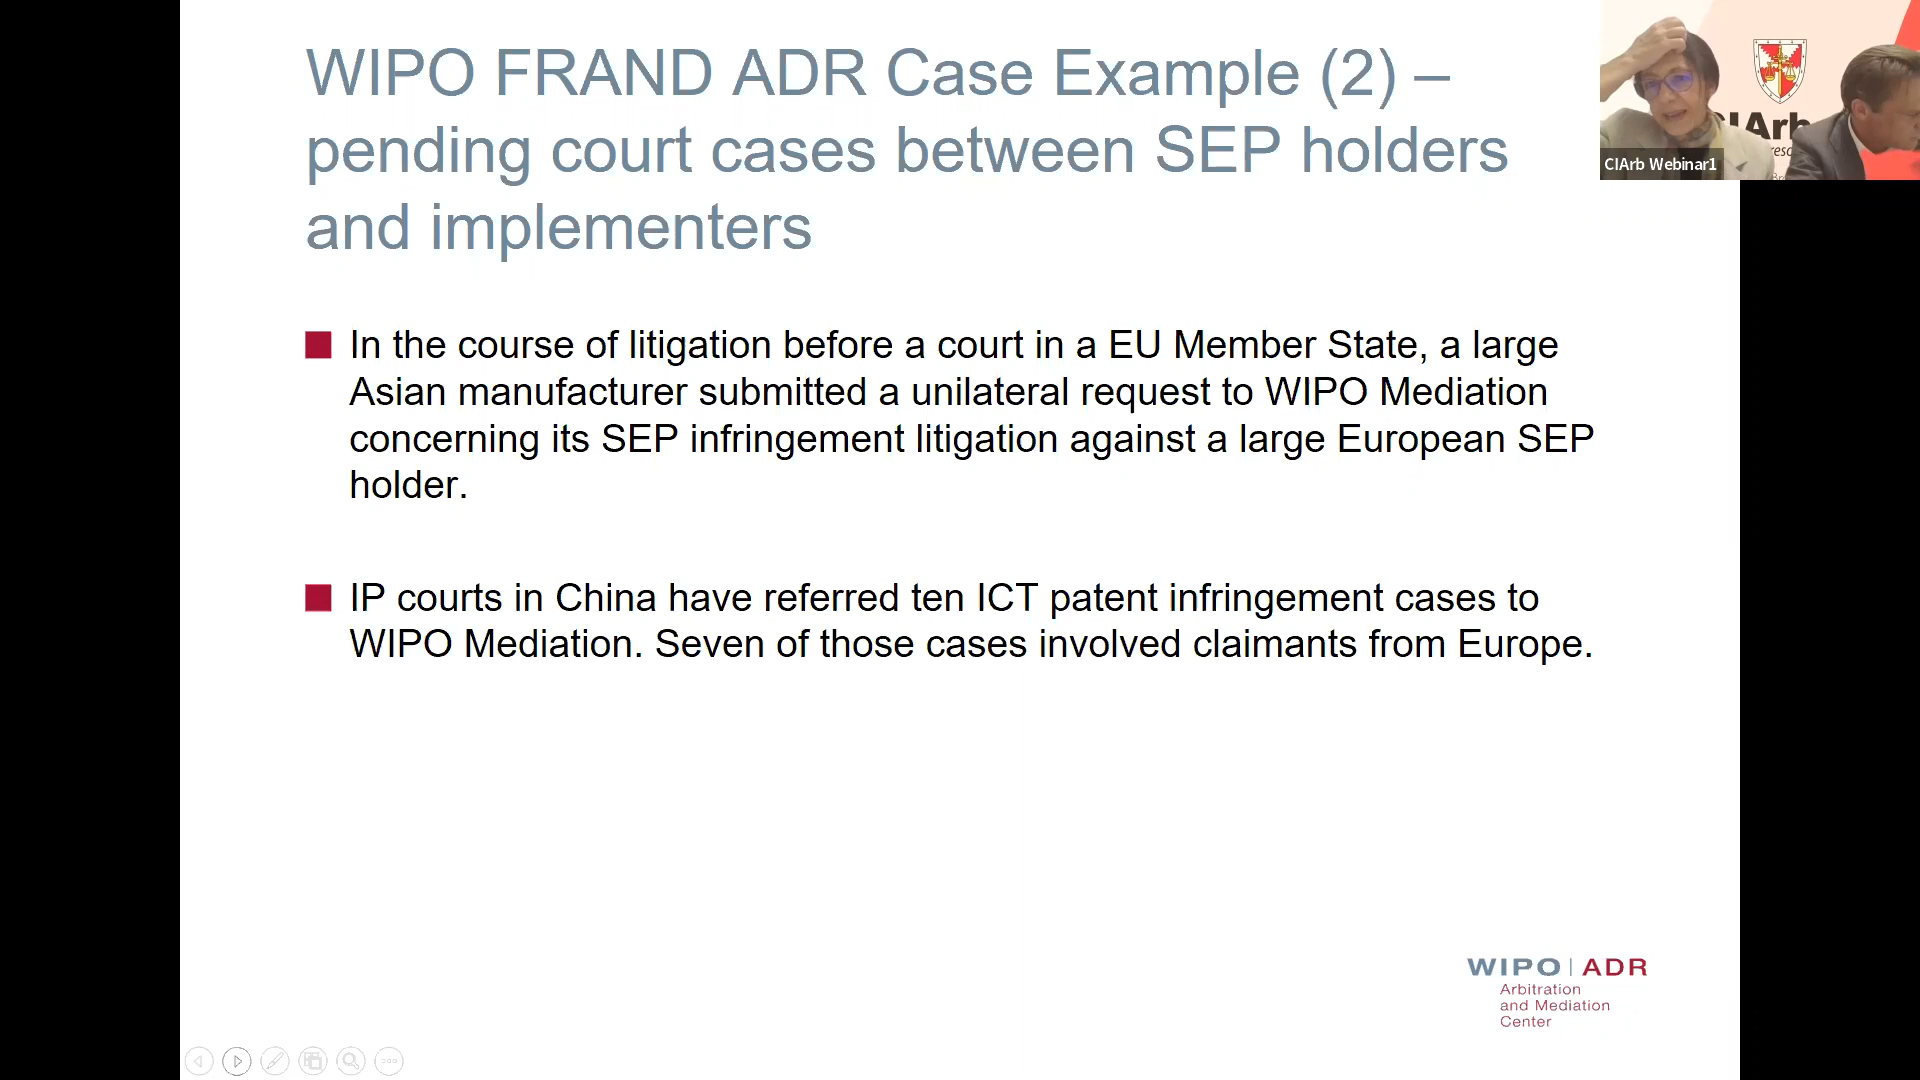 WIPO FRAND ADR Case Example (2) –
pending court cases between SEP holders
and implementers
In the course of litigation before a court in a EU Member State, a large
Asian manufacturer submitted a unilateral request to WIPO Mediation
concerning its SEP infringement litigation against a large European SEP
holder.
IP courts in China have referred ten ICT patent infringement cases to
WIPO Mediation. Seven of those cases involved claimants from Europe.
CIArb
CIArb Webinar1
WIPO | ADR
Arbitration
and Mediation
Center